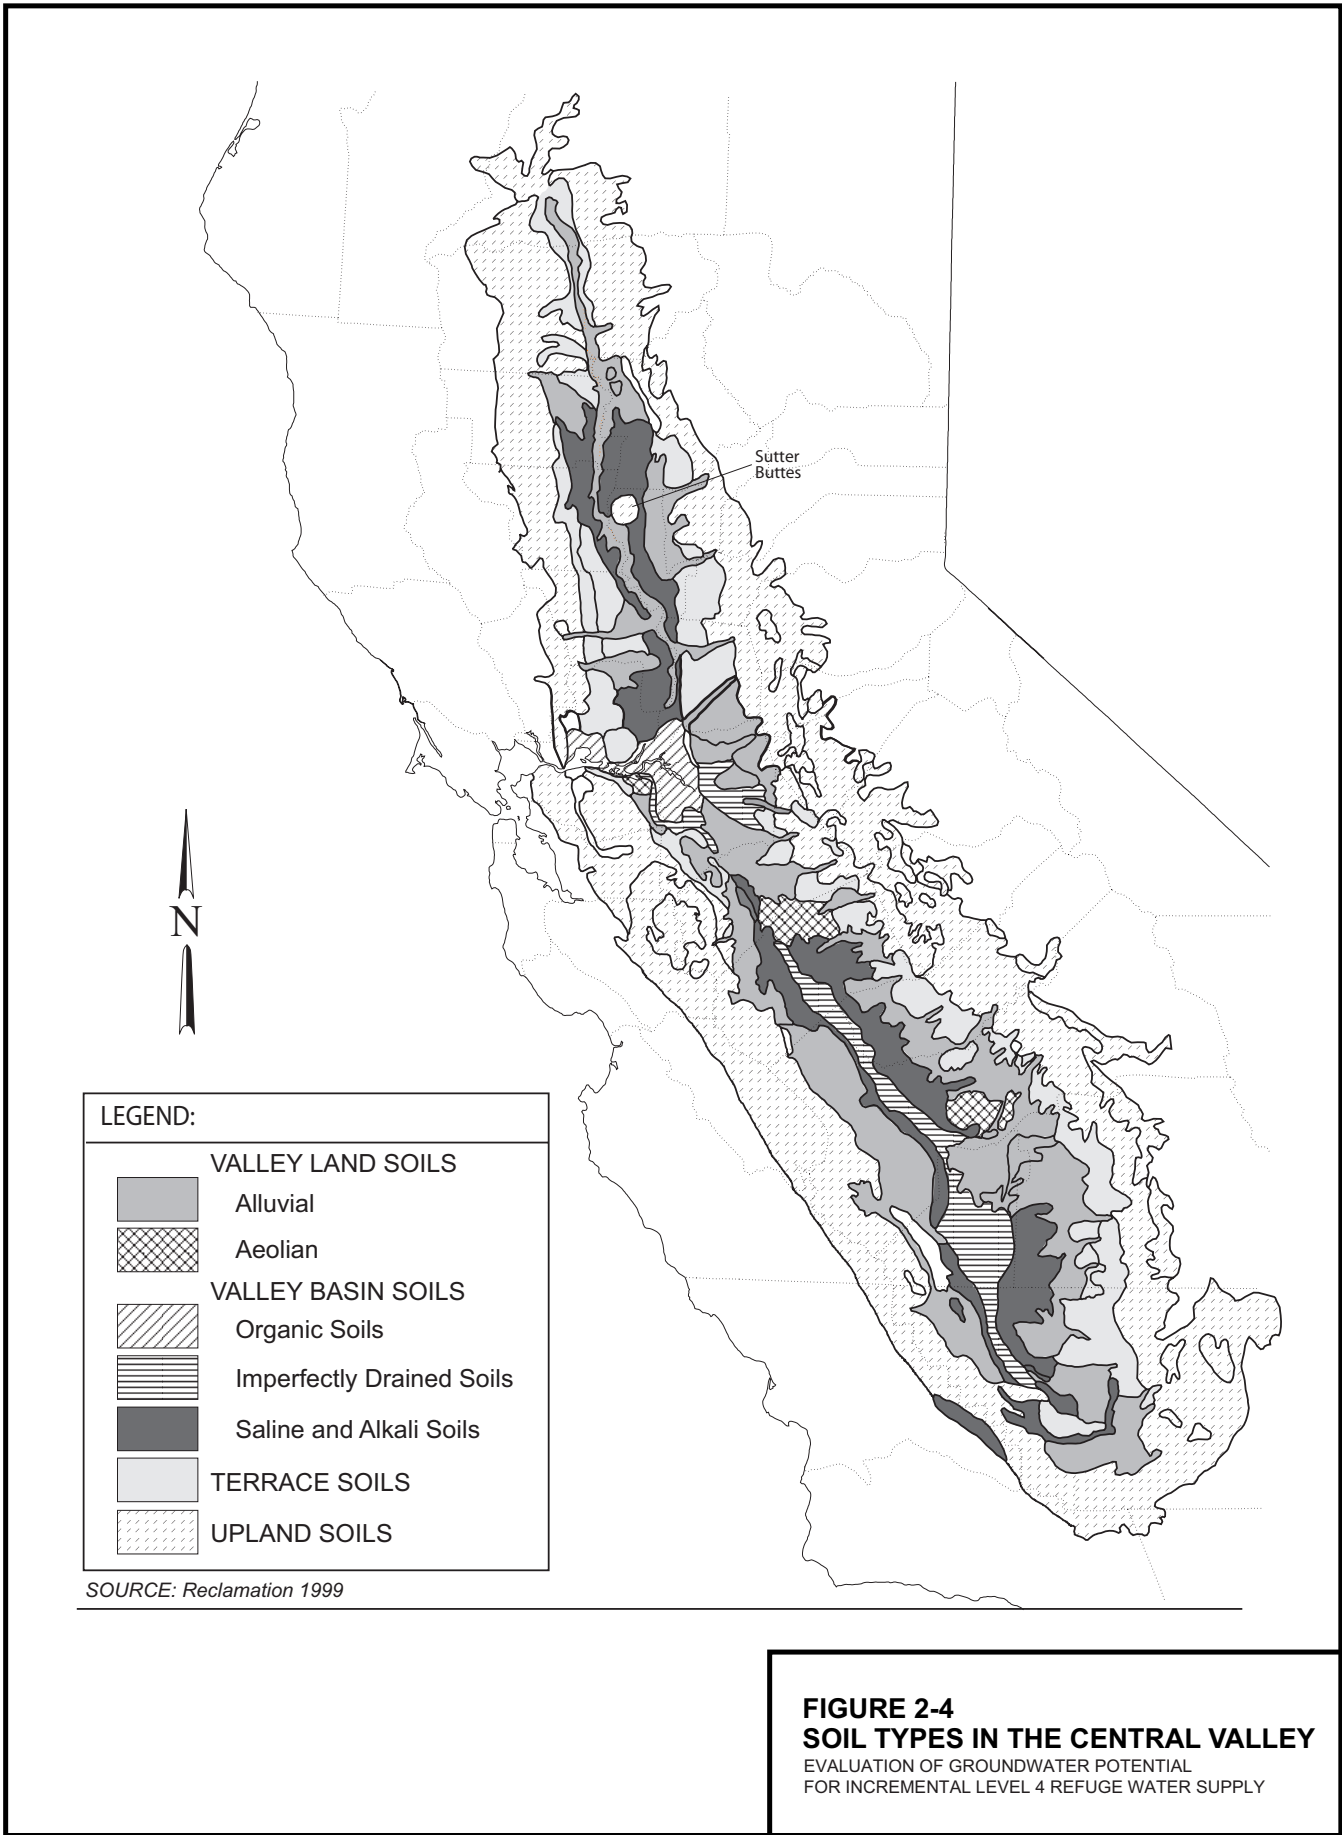 Sutter
Buttes
N
LEGEND:
VALLEY LAND SOILS
Alluvial
Aeolian
VALLEY BASIN SOILS
Organic Soils
Imperfectly Drained Soils
Saline and Alkali Soils
TERRACE SOILS
UPLAND SOILS
SOURCE: Reclamation 1999
FIGURE 2-4
SOIL TYPES IN THE CENTRAL VALLEY
EVALUATION OF GROUNDWATER POTENTIAL
FOR INCREMENTAL LEVEL 4 REFUGE WATER SUPPLY